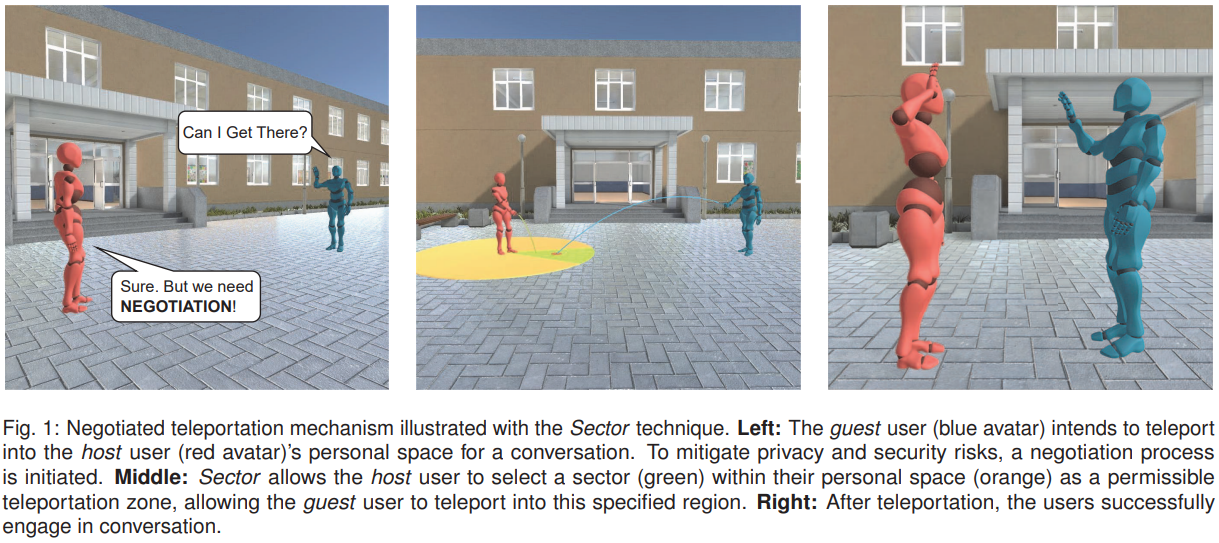 Can I Get There?
Sure. But we need
NEGOTIATION!
Fig. 1: Negotiated teleportation mechanism illustrated with the Sector technique. Left: The guest user (blue avatar) intends to teleport
into the host user (red avatar)'s personal space for a conversation. To mitigate privacy and security risks, a negotiation process
is initiated. Middle: Sector allows the host user to select a sector (green) within their personal space (orange) as a permissible
teleportation zone, allowing the guest user to teleport into this specified region. Right: After teleportation, the users successfully
engage in conversation.